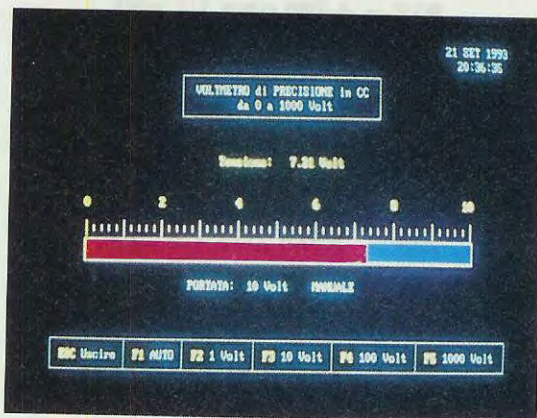 21 SET 1993
20:36:35
VOLTMETRO di PRECISIONE in CC
da 0 a 1000 Volt
Tensione: 7.31 Volt
0 2 4 6 8 10
PORTATA: 10 Volt MANUALE
ESC Uscire F1 AUTO F2 1 Volt F3 10 Volt F4 100 Volt F5 1000 Volt